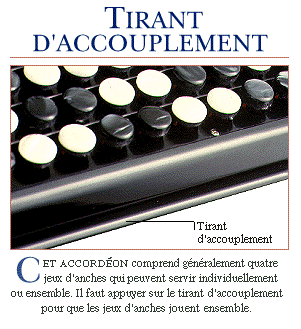 TIRANT
D'ACCOUPLEMENT
Tirant
d'accouplement
CET ACCORDÉON comprend généralement quatre
jeux d'anches qui peuvent servir individuellement
ou ensemble. Il faut appuyer sur le tirant d'accouplement
pour que les jeux d'anches jouent ensemble.